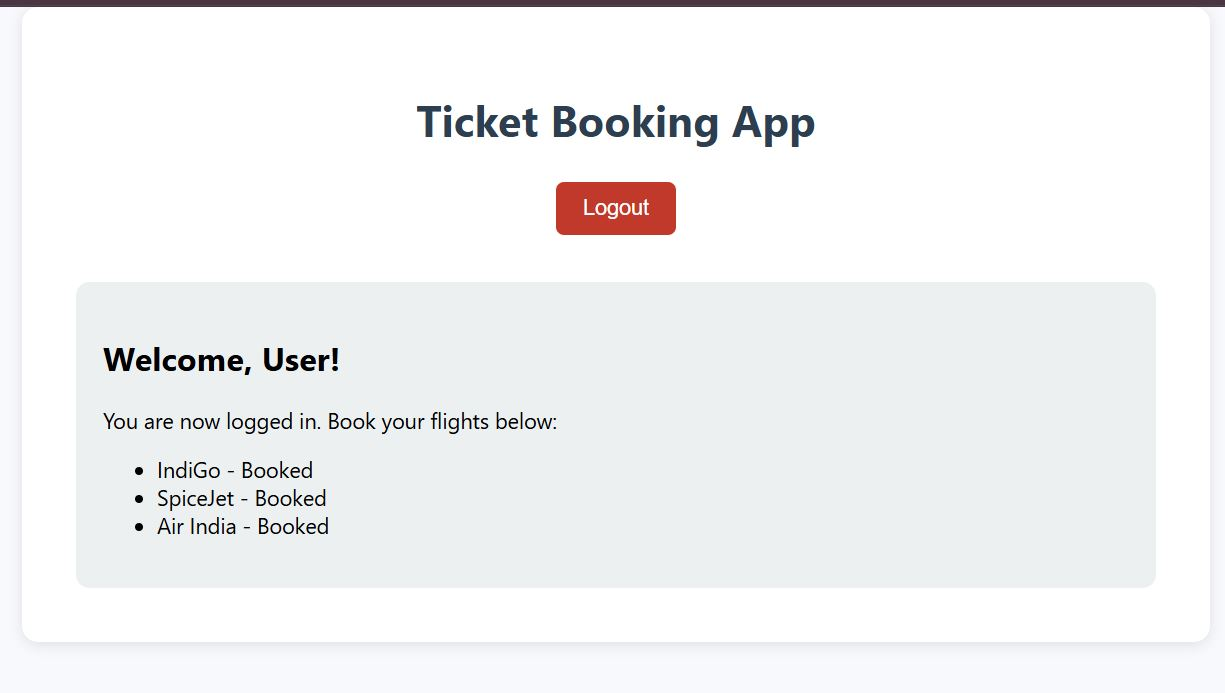 Ticket Booking App
Logout
Welcome, User!
You are now logged in. Book your flights below:
IndiGo - Booked
SpiceJet - Booked
Air India - Booked